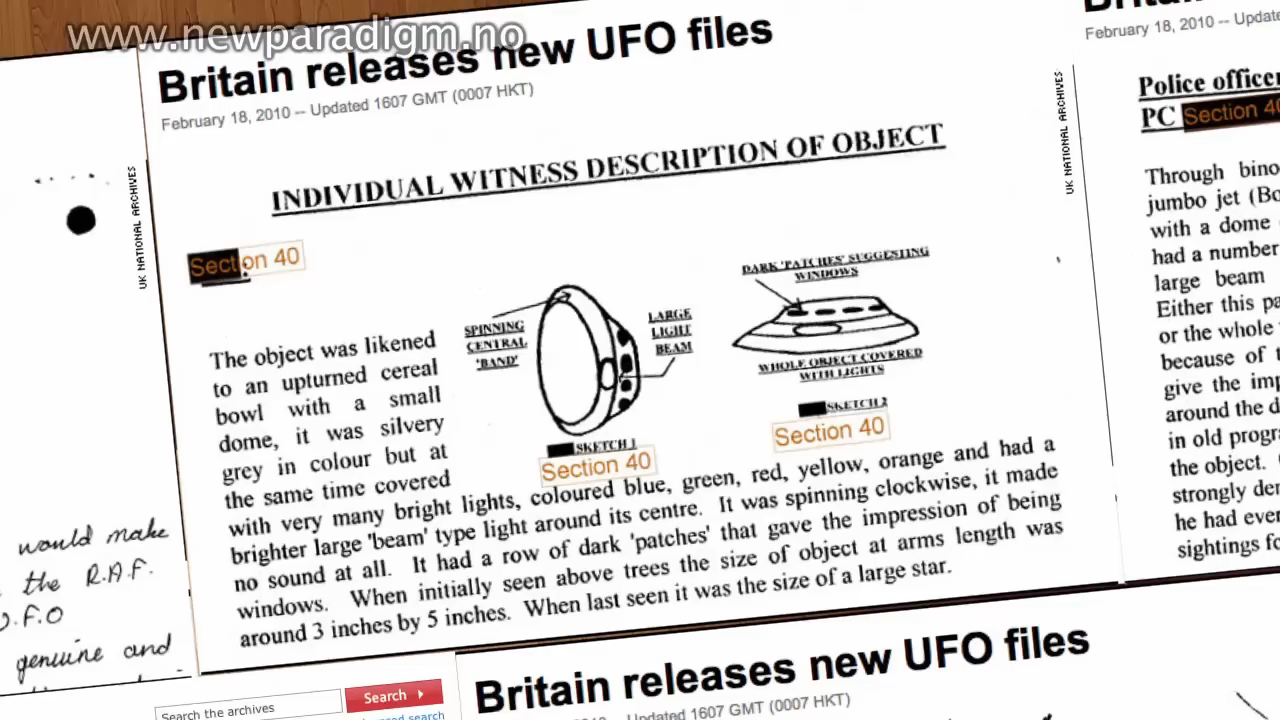 www.newparadigm.no
Britain releases new UFO files
February 18, 2010 -- Updated 1607 GMT (0007 HKT)
INDIVIDUAL WITNESS DESCRIPTION OF OBJECT
UK NATIONAL ARCHIVES
Section 40
The object was likened
to an upturned cereal
bowl with a small
dome, it was silvery
grey in colour but at
the same time covered
with very many bright lights, coloured blue, green, red, yellow, orange and had a
brighter large 'beam' type light around its centre. It was spinning clockwise, it made
no sound at all. It had a row of dark 'patches' that gave the impression of being
windows. When initially seen above trees the size of object at arms length was
around 3 inches by 5 inches. When last seen it was the size of a large star.
SPINNING
CENTRAL
'BAND'
LARGE
LIGHT
BEAM
SKETCH 1
Section 40
DARK 'PATCHES' SUGGESTING
WINDOWS
WHOLE OBJECT COVERED
WITH LIGHTS
SKETCH 2
Section 40
UK NATIONAL ARCHIVES
February 18, 2010 -- Updated
Police officer
PC Section 40
Through bino
jumbo jet (Bo
with a dome
had a number
large beam
Either this pa
or the whole
because of t
give the imp
around the d
in old progr
the object.
strongly den
he had ever
sightings fo
would make
the R.A.F.
U.F.O
genuine and
Search the archives
Search
search
Britain releases new UFO files
2010 -- Updated 1607 GMT (0007 HKT)